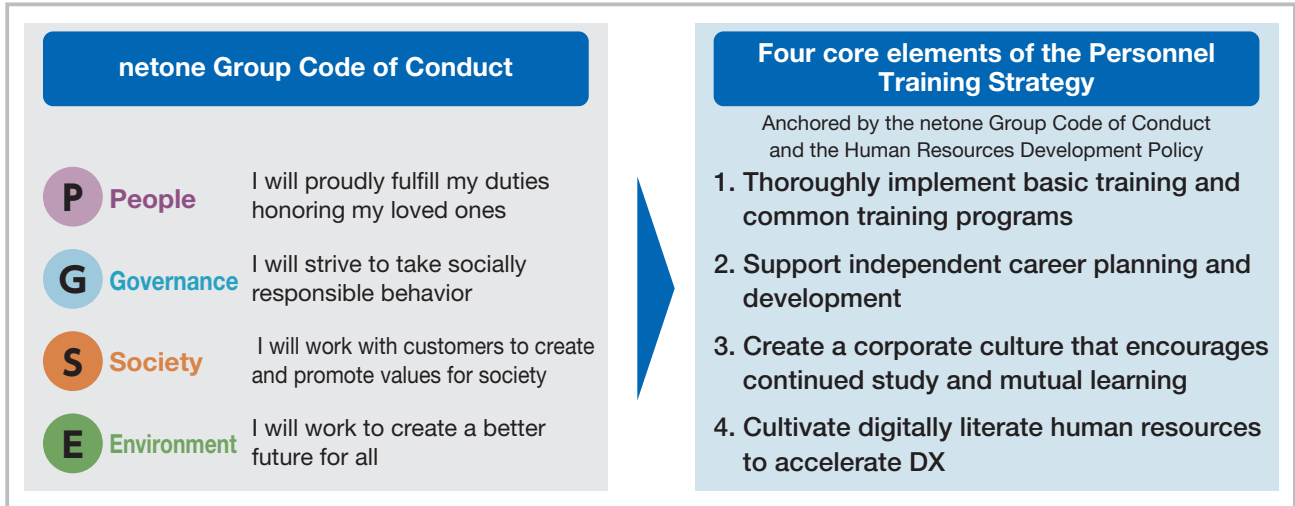 netone Group Code of Conduct
P People
I will proudly fulfill my duties
honoring my loved ones
G Governance
I will strive to take socially
responsible behavior
S Society
I will work with customers to create
and promote values for society
E Environment
I will work to create a better
future for all
Four core elements of the Personnel
Training Strategy
Anchored by the netone Group Code of Conduct
and the Human Resources Development Policy
1. Thoroughly implement basic training and
common training programs
2. Support independent career planning and
development
3. Create a corporate culture that encourages
continued study and mutual learning
4. Cultivate digitally literate human resources
to accelerate DX